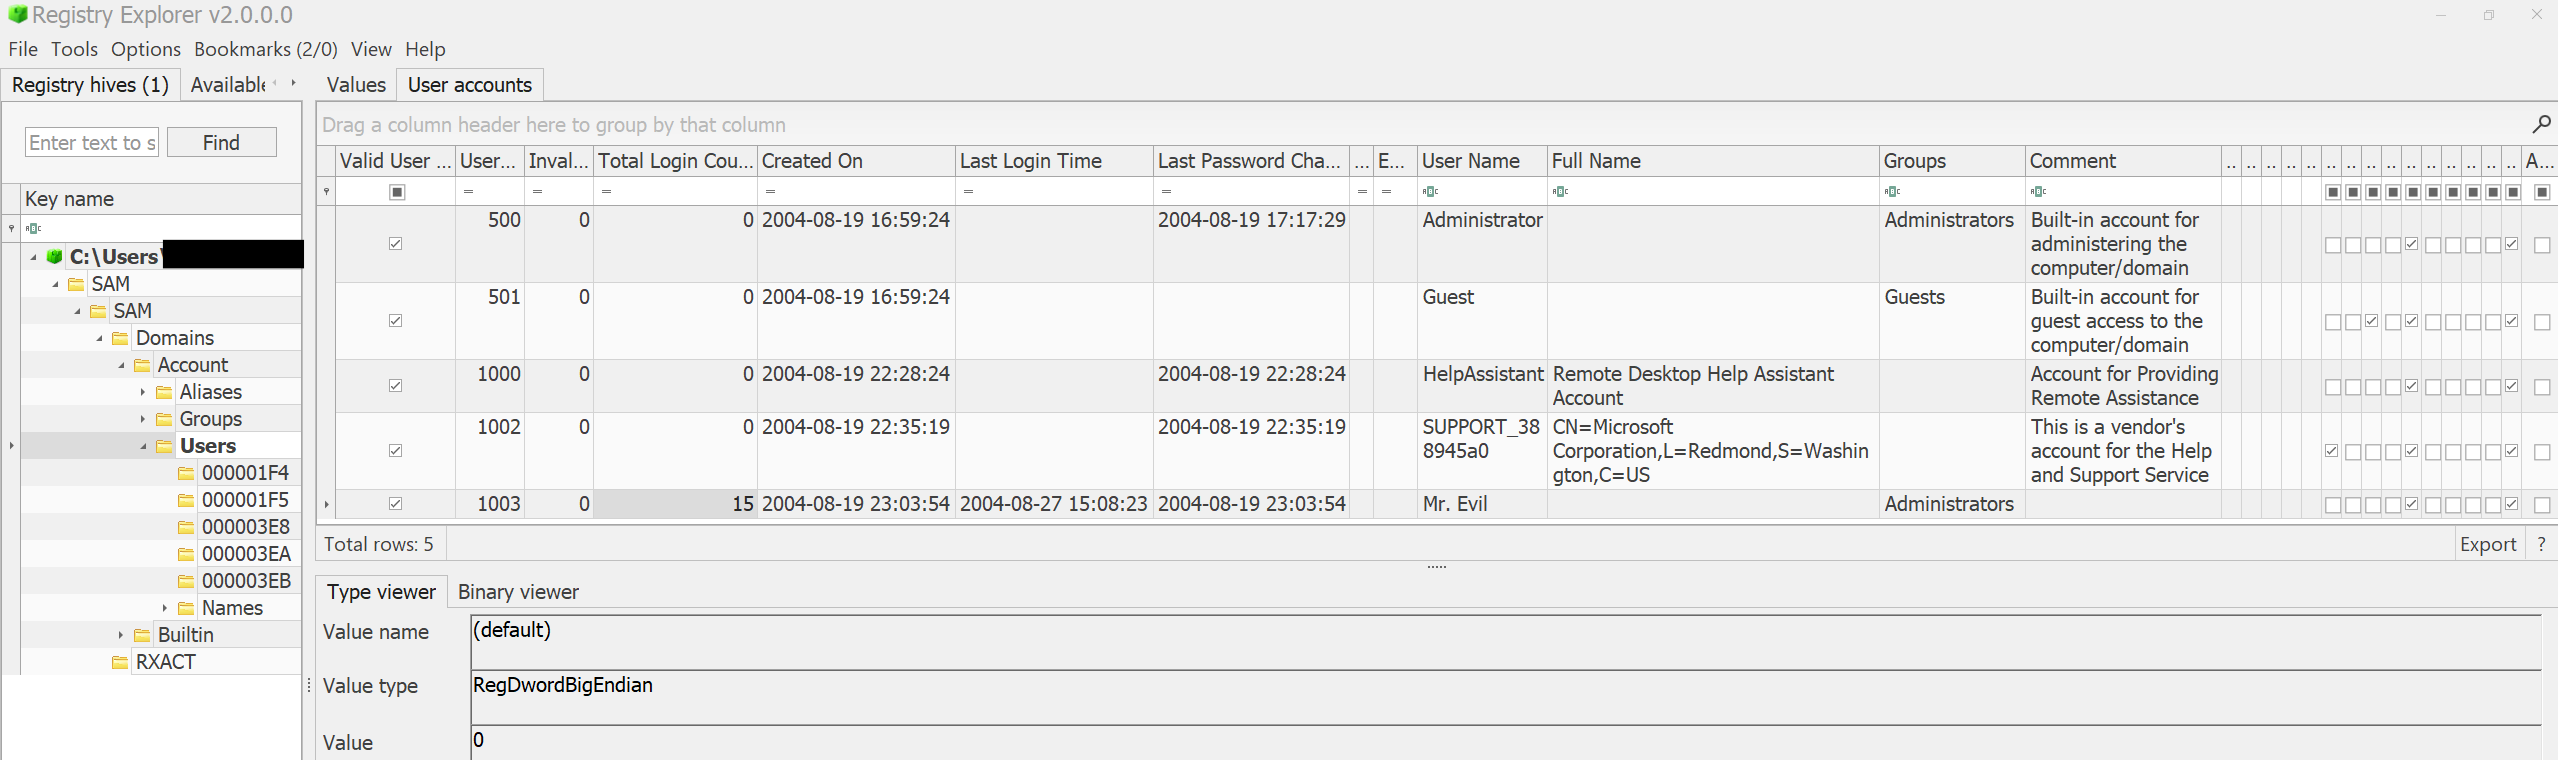 Registry Explorer v2.0.0.0
File Tools Options Bookmarks (2/0) View Help
Registry hives (1) Available
Values User accounts
Enter text to s Find
Drag a column header here to group by that column
Key name
Valid User ... User... Inval... Total Login Cou... Created On Last Login Time Last Password Cha... ... E... User Name Full Name Groups Comment .. .. .. .. .. .. .. .. .. .. .. .. .. .. .. A...
= = = = = = = =
C:\Users\
SAM
SAM
Domains
Account
Aliases
Groups
Users
000001F4
000001F5
000003E8
000003EA
000003EB
Names
Builtin
RXACT
500 0 0 2004-08-19 16:59:24 2004-08-19 17:17:29 Administrator Administrators Built-in account for
administering the
computer/domain
501 0 0 2004-08-19 16:59:24 Guest Guests Built-in account for
guest access to the
computer/domain
1000 0 0 2004-08-19 22:28:24 2004-08-19 22:28:24 HelpAssistant Remote Desktop Help Assistant Account for Providing
Account Remote Assistance
1002 0 0 2004-08-19 22:35:19 2004-08-19 22:35:19 SUPPORT_38 CN=Microsoft This is a vendor's
8945a0 Corporation,L=Redmond,S=Washin account for the Help
gton,C=US and Support Service
1003 0 15 2004-08-19 23:03:54 2004-08-27 15:08:23 2004-08-19 23:03:54 Mr. Evil Administrators
Total rows: 5 Export ?
Type viewer Binary viewer
Value name (default)
Value type RegDwordBigEndian
Value 0